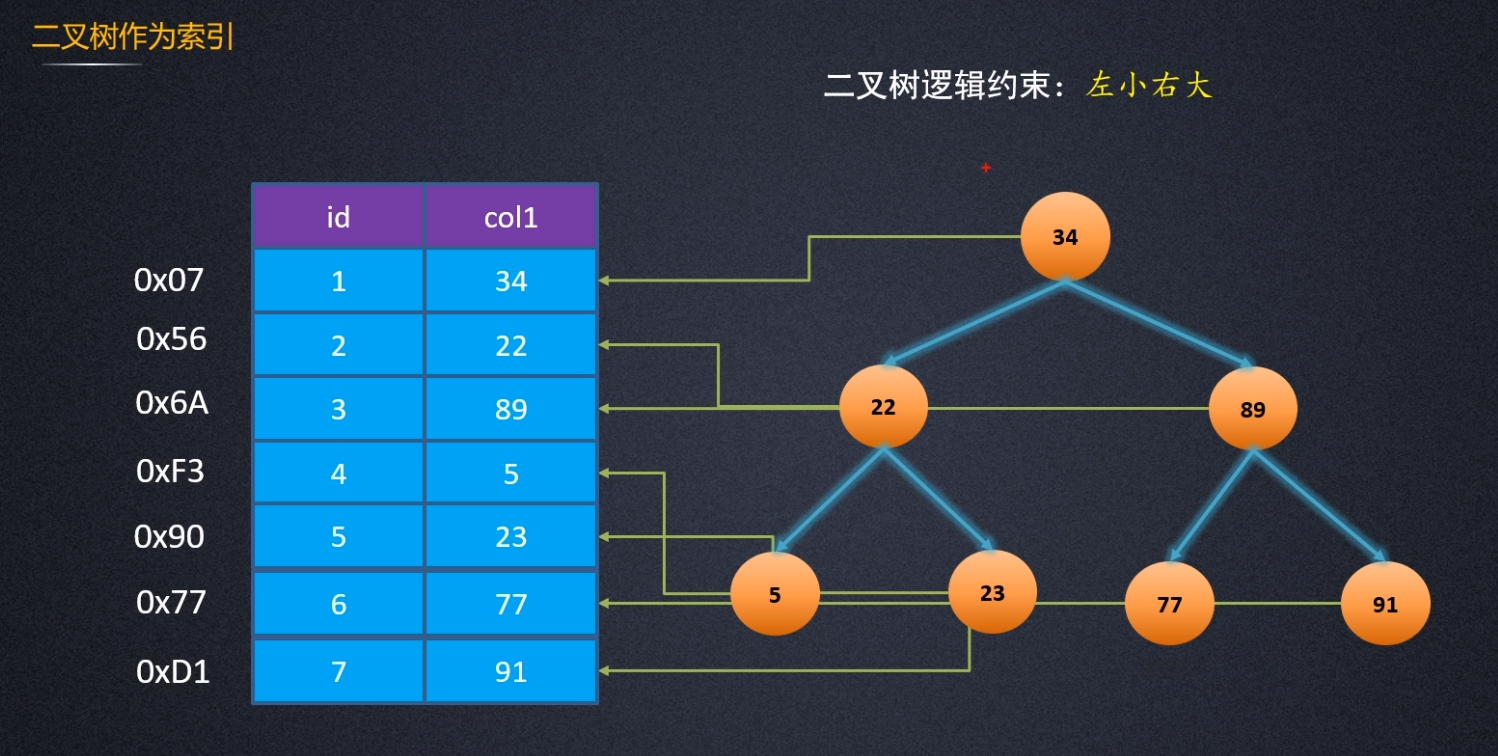 二叉树作为索引
二叉树逻辑约束：左小右大
id col1
0x07 1 34
0x56 2 22
0x6A 3 89
0xF3 4 5
0x90 5 23
0x77 6 77
0xD1 7 91
34
22 89
5 23 77 91